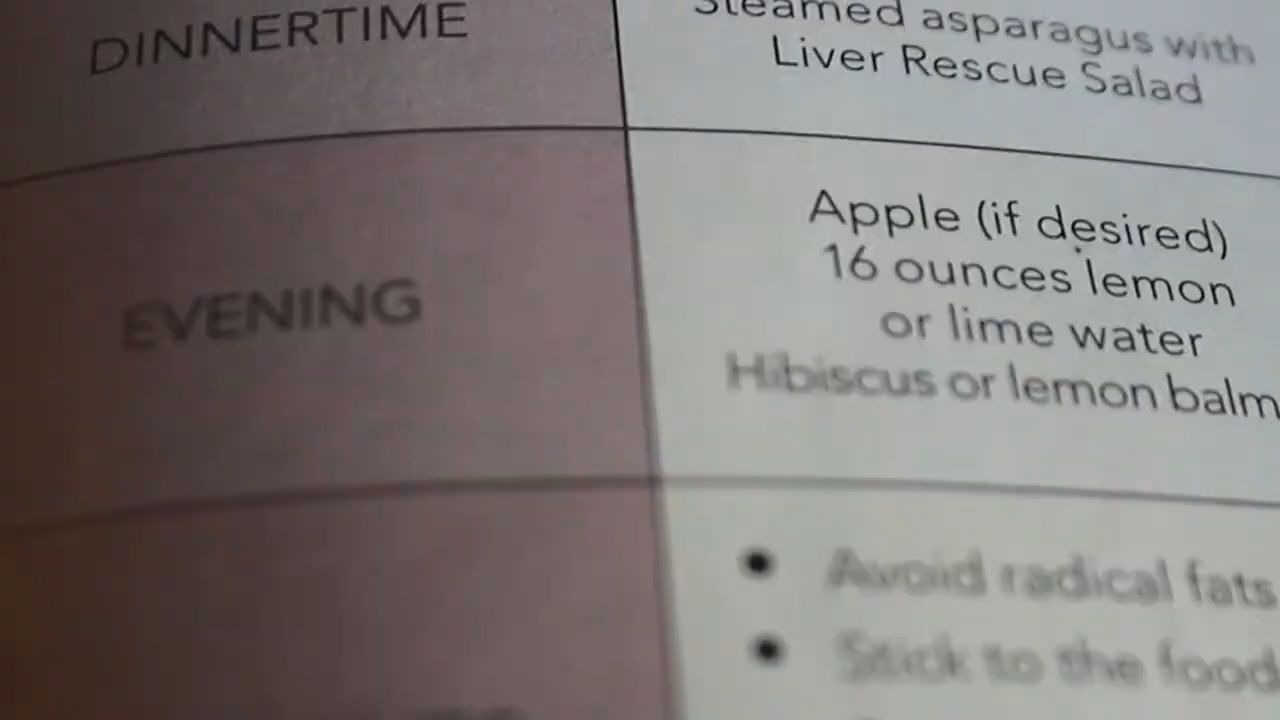 DINNERTIME
Steamed asparagus with
Liver Rescue Salad
EVENING
Apple (if desired)
16 ounces lemon
or lime water
Hibiscus or lemon balm
Avoid radical fats
Stick to the food